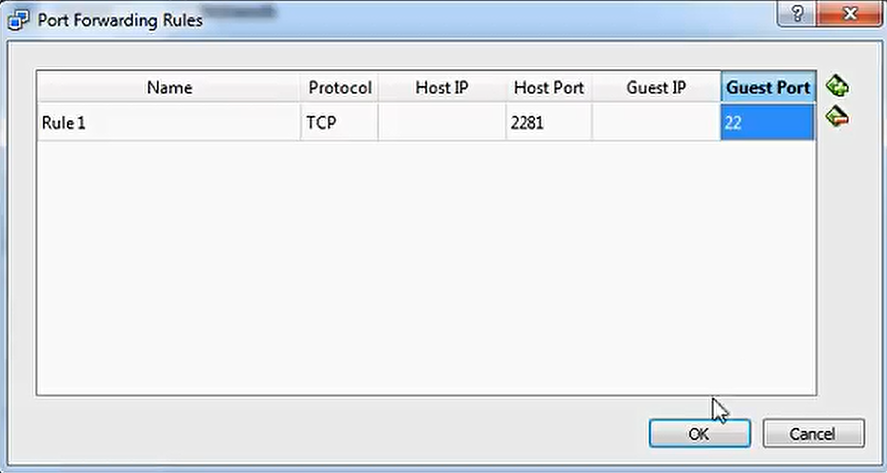 Port Forwarding Rules
?
Name Protocol Host IP Host Port Guest IP Guest Port
Rule 1 TCP 2281 22
OK Cancel